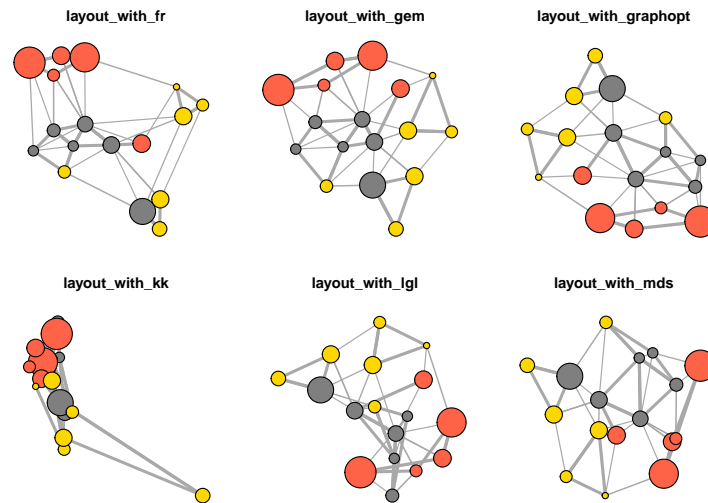 layout_with_fr
layout_with_gem
layout_with_graphopt
layout_with_kk
layout_with_lgl
layout_with_mds